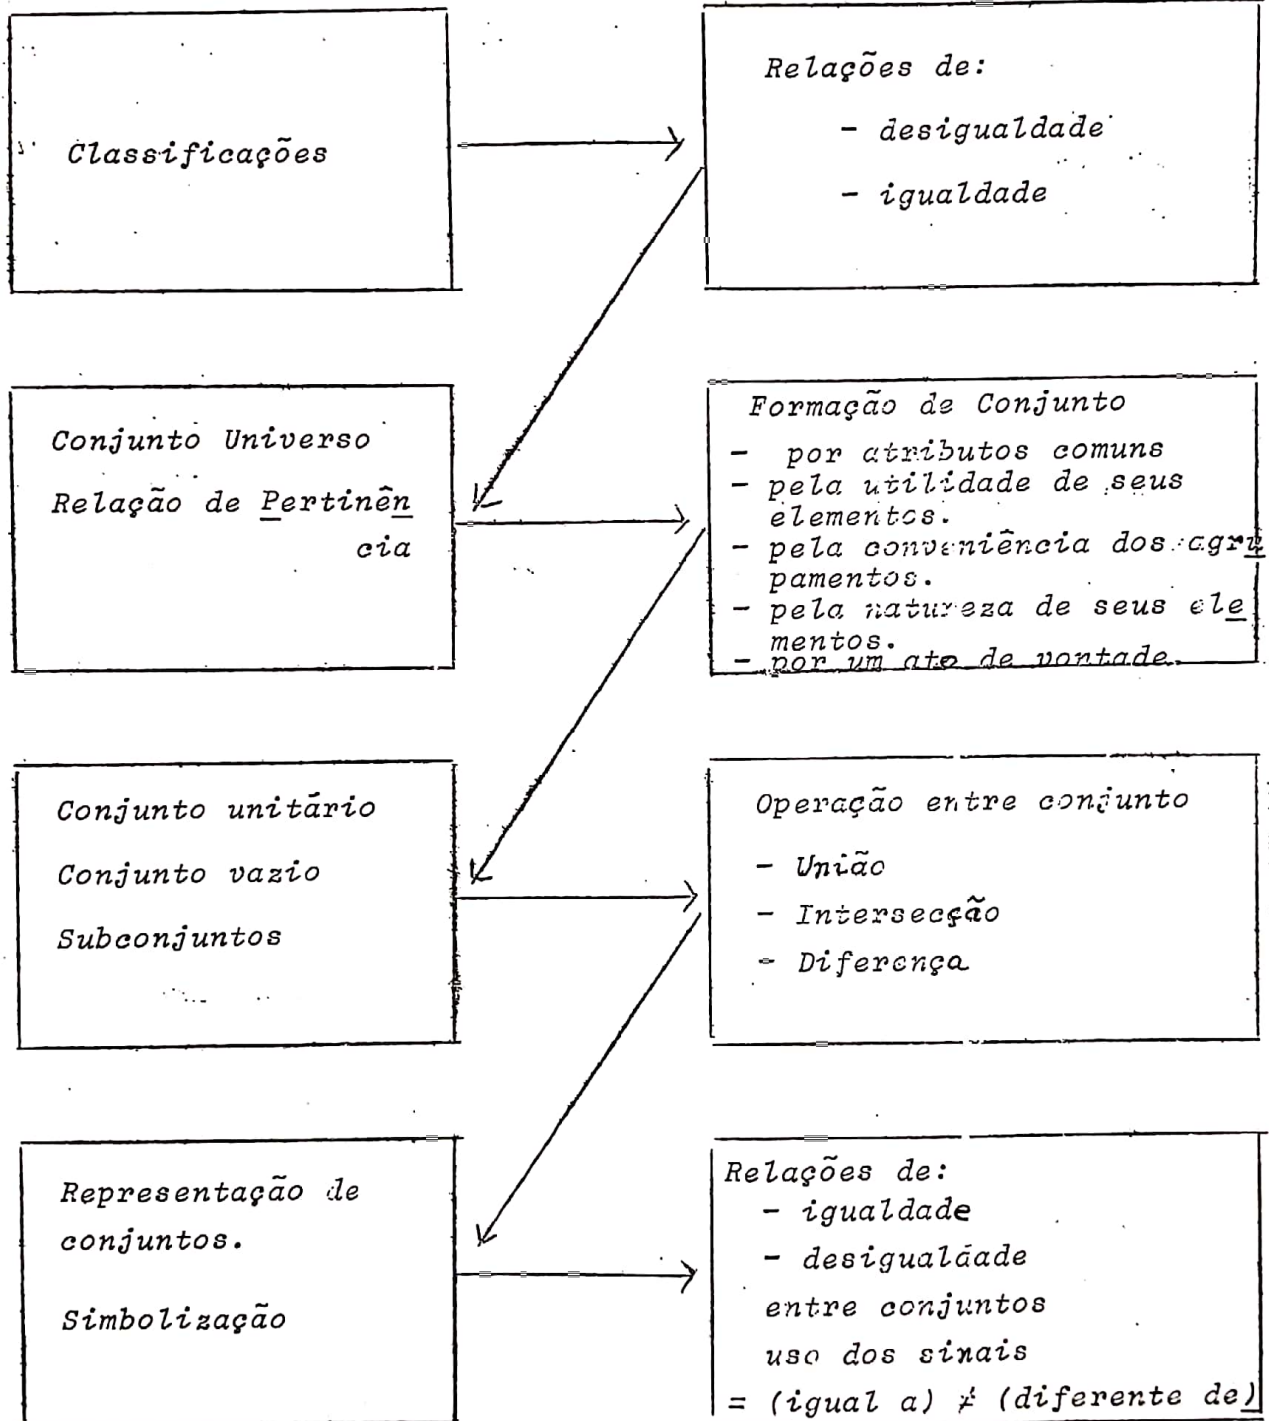 Classificações
Relações de:
- desigualdade
- igualdade
Conjunto Universo
Relação de Pertinên
cia
Formação de Conjunto
- por atributos comuns
- pela utilidade de seus
elementos.
- pela conveniência dos agru
pamentos.
- pela natureza de seus ele
mentos.
- por um ato de vontade.
Conjunto unitário
Conjunto vazio
Subconjuntos
Operação entre conjunto
- União
- Intersecção
- Diferença
Representação de
conjuntos.
Simbolização
Relações de:
- igualdade
- desigualdade
entre conjuntos
uso dos sinais
= (igual a) ≠ (diferente de)